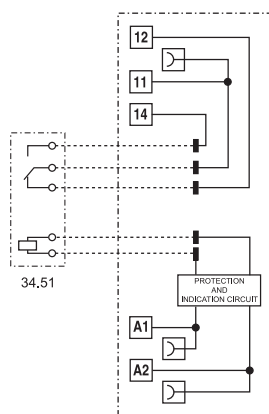 12
11
14
34.51
PROTECTION
AND
INDICATION CIRCUIT
A1
A2